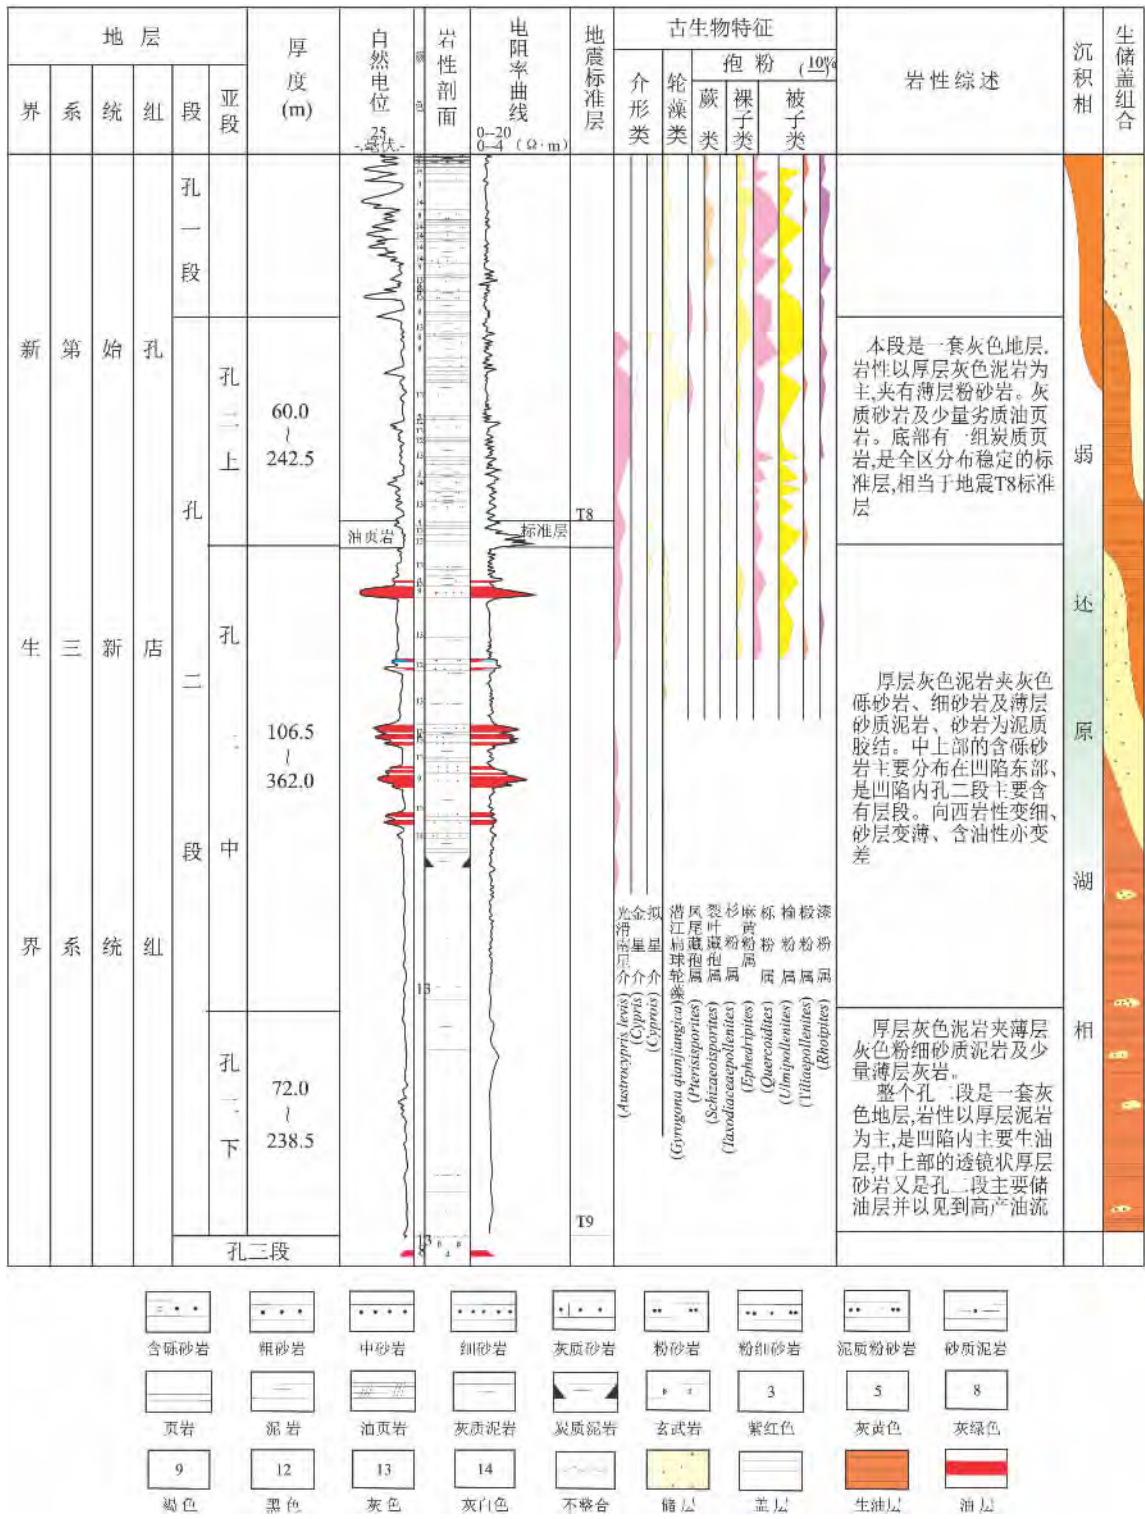 地 层
厚度(m)
自然电位
25
-毫伏-
岩性剖面
电阻率曲线
0--20
0--4 (Ω·m)
地震标准层
古生物特征
岩性综述
沉积相
生储盖组合
界 系 统 组 段 亚段
介形类
轮藻类
孢 粉 (10%)
蕨类
裸子类
被子类
孔一段
新 第 始 孔
生 三 新 店
界 系 统 组
孔二段
孔二上
60.0
~
242.5
T8
油页岩
标准层
本段是一套灰色地层,
岩性以厚层灰色泥岩为
主,夹有薄层粉砂岩。灰
质砂岩及少量劣质油页
岩。底部有一组炭质页
岩,是全区分布稳定的标
准层,相当于地震T8标准
层
弱还原湖相
孔二中
106.5
~
362.0
厚层灰色泥岩夹灰色
砾砂岩、细砂岩及薄层
砂质泥岩、砂岩为泥质
胶结。中上部的含砾砂
岩主要分布在凹陷东部、
是凹陷内孔二段主要含
有层段。向西岩性变细、
砂层变薄、含油性亦变
差
金星介
(Cypris)
拟星介
(Cyprois)
潜江扁球轮藻
(Gyrogona qianjiangica)
凤尾藏孢属
(Pterisisporites)
裂叶藏孢属
(Schizaeoisporites)
杉粉属
(Taxodiaceaepollenites)
麻黄粉属
(Ephedripites)
栎粉属
(Quercoidites)
榆粉属
(Ulmipollenites)
椴粉属
(Tiliaepollenites)
漆粉属
(Rhoipites)
(Austrocypris levis)
13
孔二下
72.0
~
238.5
厚层灰色泥岩夹薄层
灰色粉细砂质泥岩及少
量薄层灰岩。
整个孔二段是一套灰
色地层,岩性以厚层泥岩
为主,是凹陷内主要生油
层,中上部的透镜状厚层
砂岩又是孔二段主要储
油层并以见到高产油流
T9
13
孔三段
含砾砂岩 粗砂岩 中砂岩 细砂岩 灰质砂岩 粉砂岩 粉细砂岩 泥质粉砂岩 砂质泥岩
3 5 8
页岩 泥岩 油页岩 灰质泥岩 炭质泥岩 玄武岩 紫红色 灰黄色 灰绿色
9 12 13 14
褐色 黑色 灰色 灰白色 不整合 储层 盖层 生油层 油层